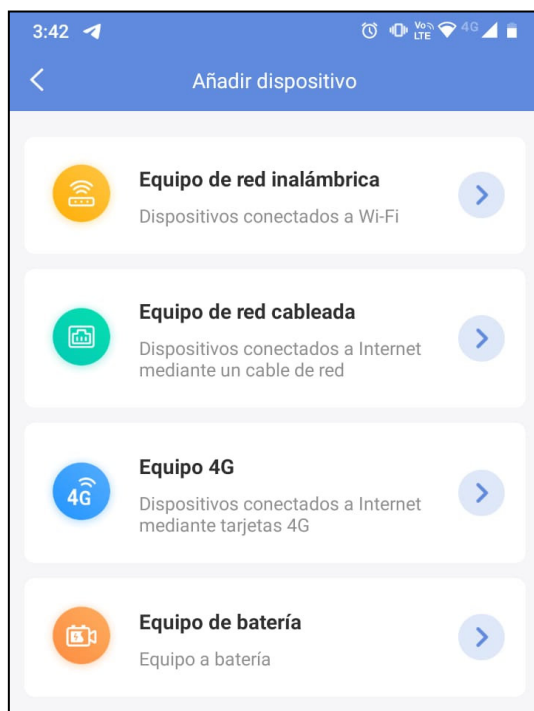 3:42 Vo LTE 4G
Añadir dispositivo
Equipo de red inalámbrica
Dispositivos conectados a Wi-Fi
Equipo de red cableada
Dispositivos conectados a Internet
mediante un cable de red
4G
Equipo 4G
Dispositivos conectados a Internet
mediante tarjetas 4G
Equipo de batería
Equipo a batería